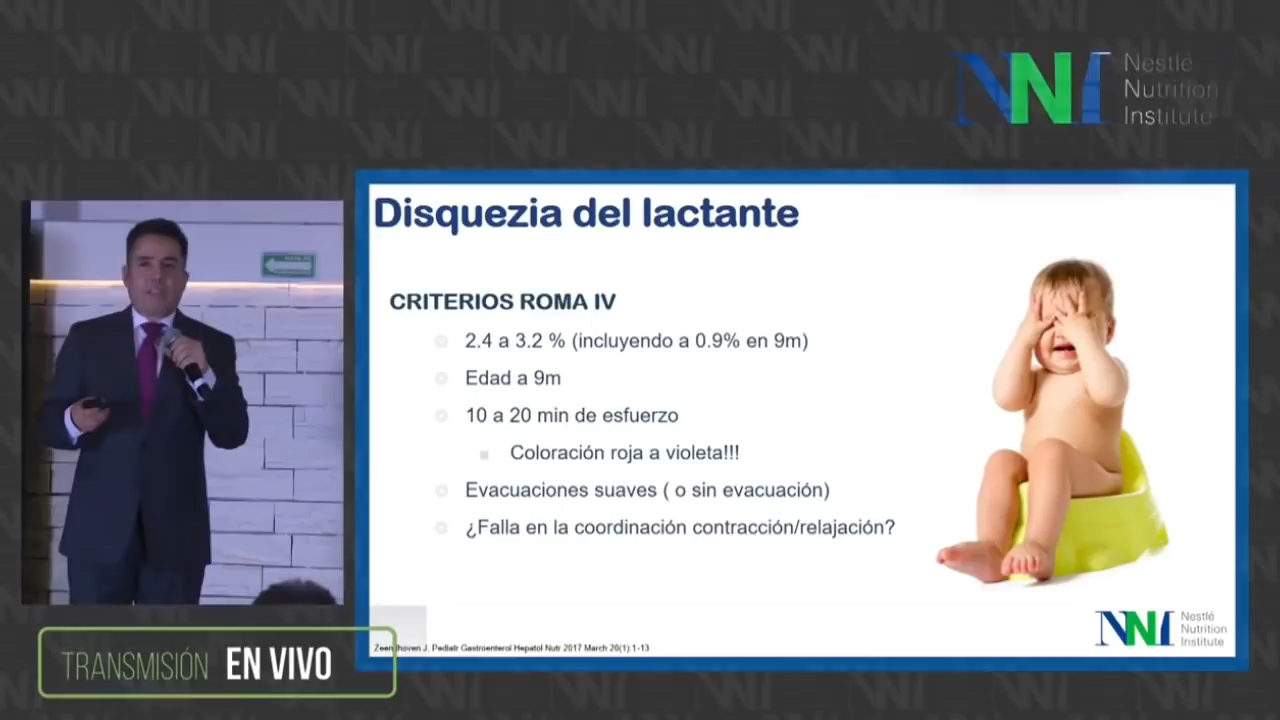 NNI Nestlé
Nutrition
Institute
Disquezia del lactante
CRITERIOS ROMA IV
2.4 a 3.2 % (incluyendo a 0.9% en 9m)
Edad a 9m
10 a 20 min de esfuerzo
Coloración roja a violeta!!!
Evacuaciones suaves ( o sin evacuación)
¿Falla en la coordinación contracción/relajación?
NNI Nestlé
Nutrition
Institute
J. Pediatr Gastroenterol Hepatol Nutr 2017 March 20(1):1-13
TRANSMISIÓN EN VIVO